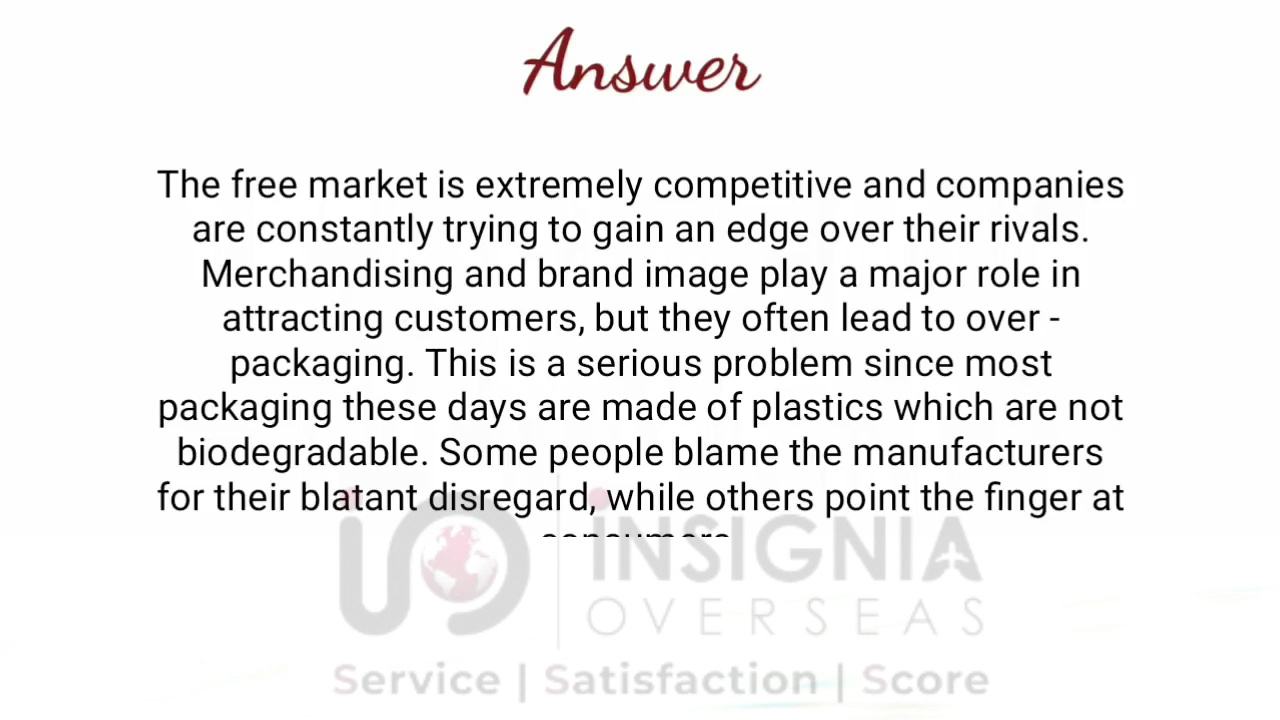 Answer
The free market is extremely competitive and companies
are constantly trying to gain an edge over their rivals.
Merchandising and brand image play a major role in
attracting customers, but they often lead to over -
packaging. This is a serious problem since most
packaging these days are made of plastics which are not
biodegradable. Some people blame the manufacturers
for their blatant disregard, while others point the finger at
consumers
INSIGNIA
OVERSEAS
Service | Satisfaction | Score